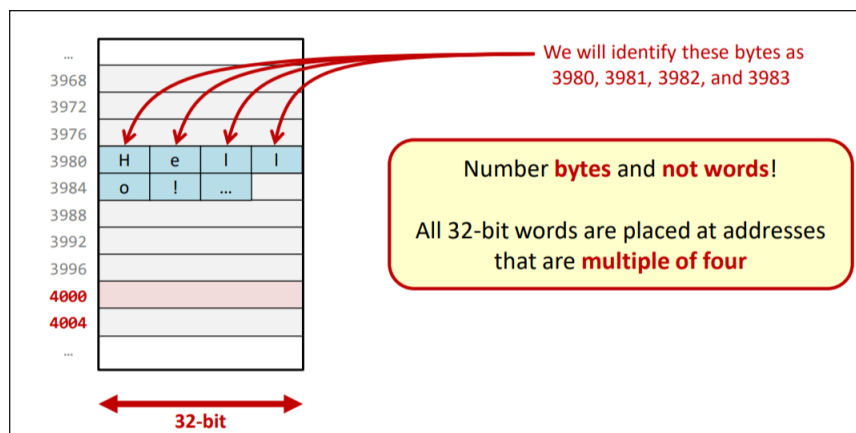 We will identify these bytes as
3980, 3981, 3982, and 3983
...
3968
3972
3976
3980 H e l l
3984 o ! ...
3988
3992
3996
4000
4004
...
32-bit
Number bytes and not words!
All 32-bit words are placed at addresses
that are multiple of four